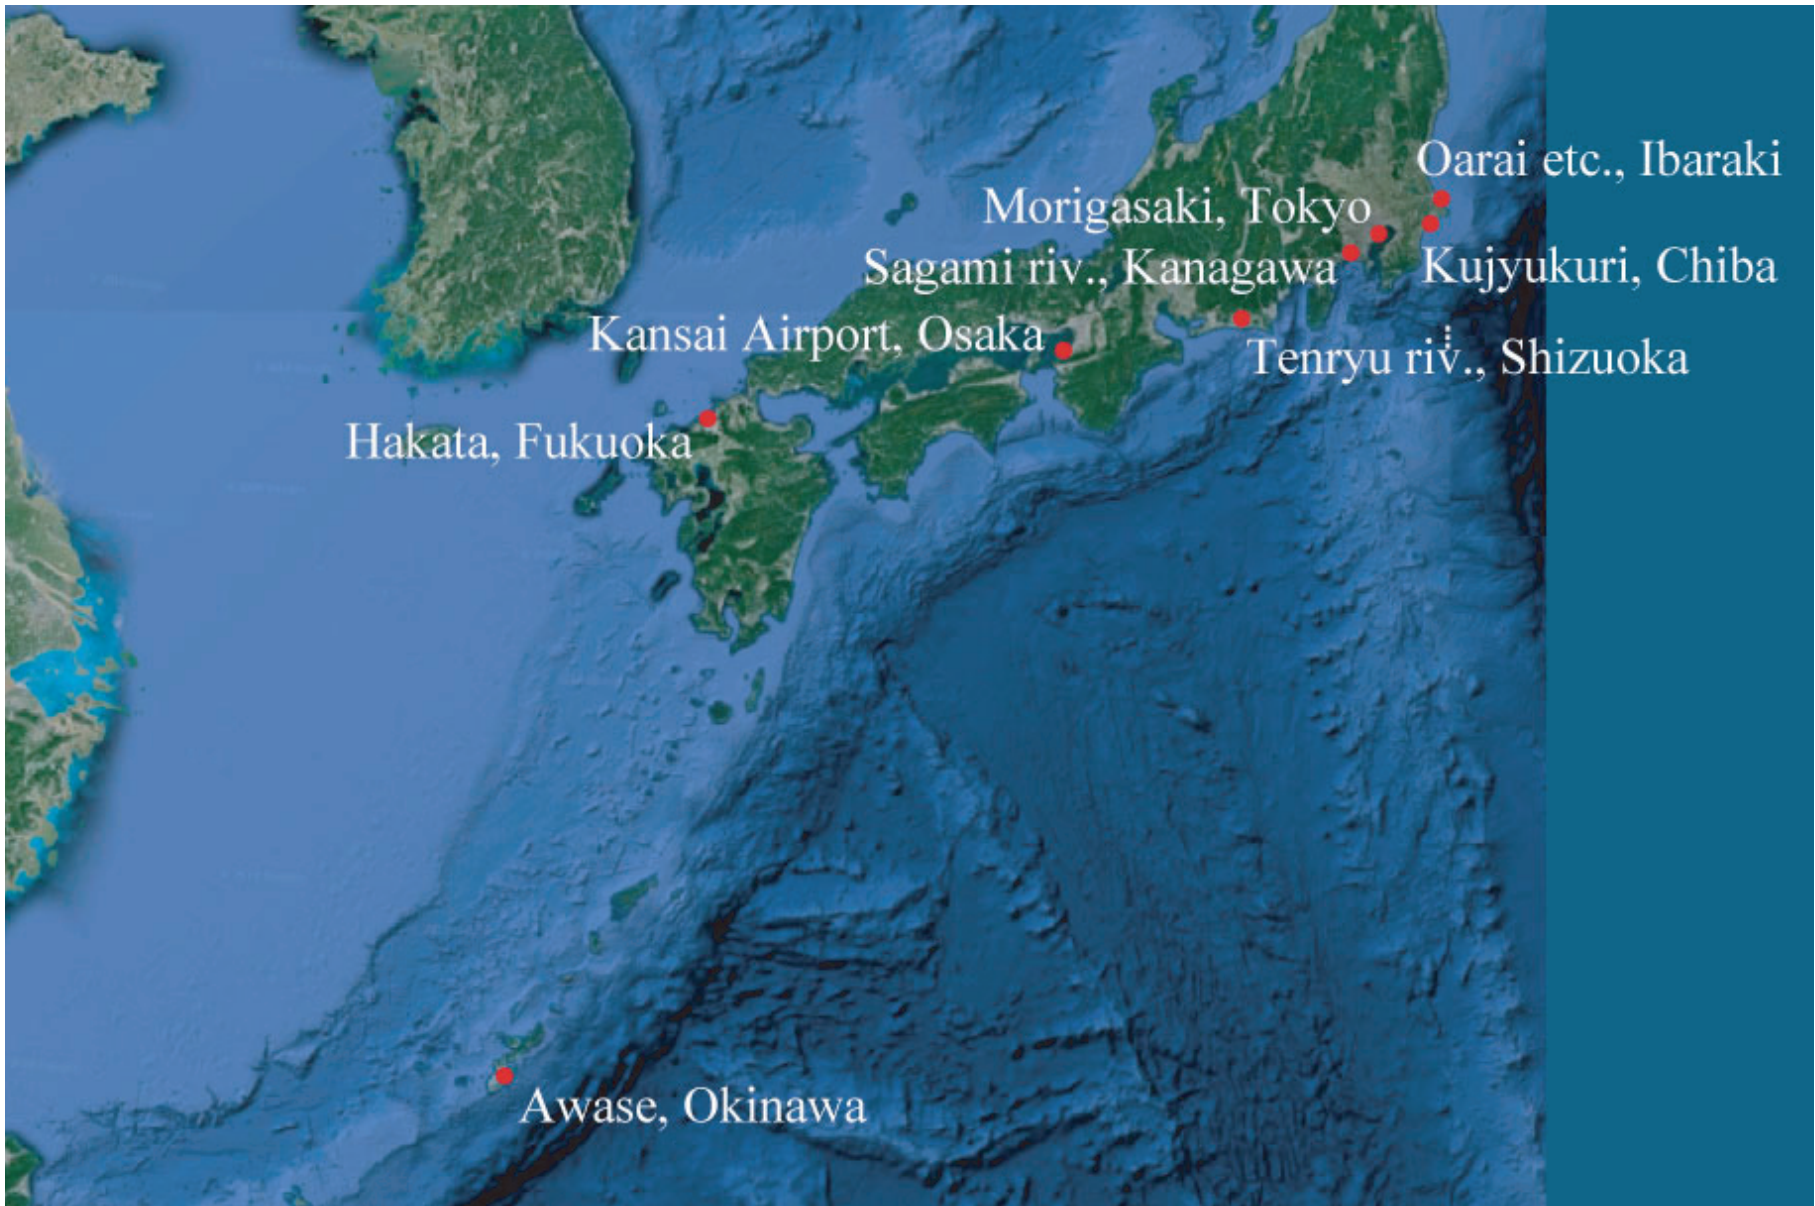 Oarai etc., Ibaraki
Morigasaki, Tokyo
Sagami riv., Kanagawa
Kujyukuri, Chiba
Kansai Airport, Osaka
Tenryu riv., Shizuoka
Hakata, Fukuoka
Awase, Okinawa